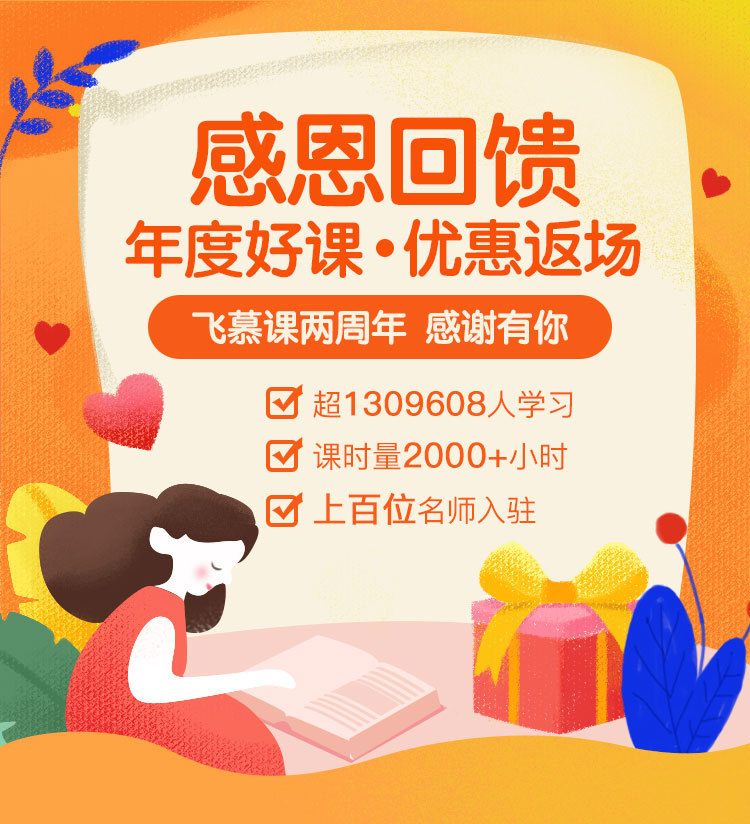 感恩回馈
年度好课·优惠返场
飞慕课两周年 感谢有你
超1309608人学习
课时量2000+小时
上百位名师入驻